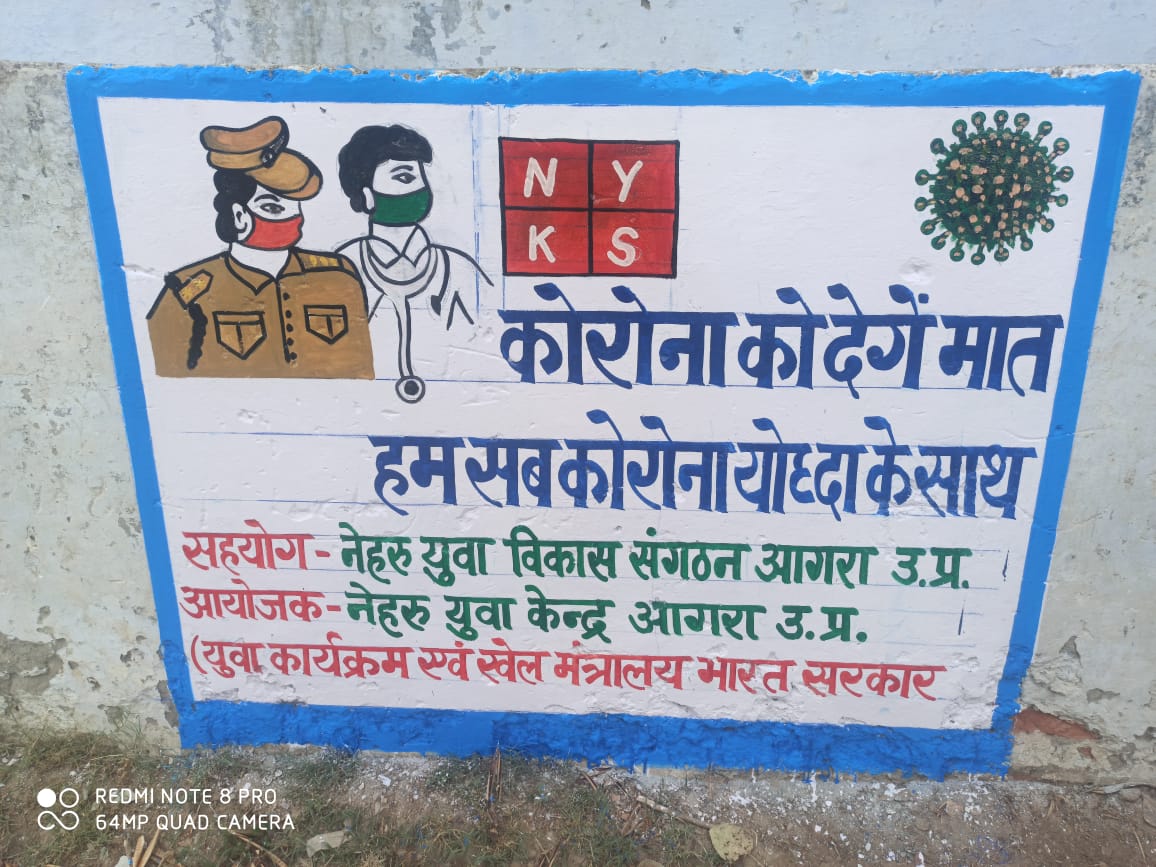 N Y
K S
कोरोना को देगें मात
हम सब कोरोना योध्दा के साथ
सहयोग - नेहरु युवा विकास संगठन आगरा उ.प्र.
आयोजक - नेहरु युवा केन्द्र आगरा उ.प्र.
(युवा कार्यक्रम एवं खेल मंत्रालय भारत सरकार
REDMI NOTE 8 PRO
64MP QUAD CAMERA